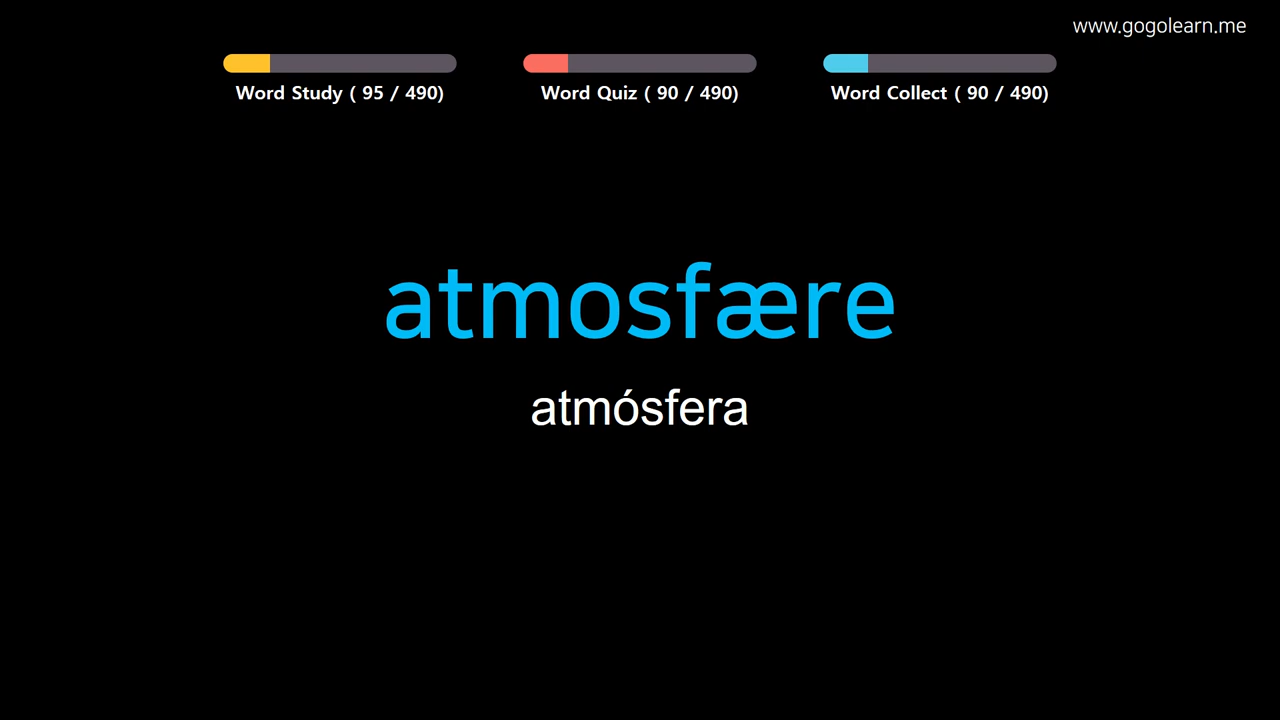 www.gogolearn.me
Word Study ( 95 / 490)
Word Quiz ( 90 / 490)
Word Collect ( 90 / 490)
atmosfære
atmósfera